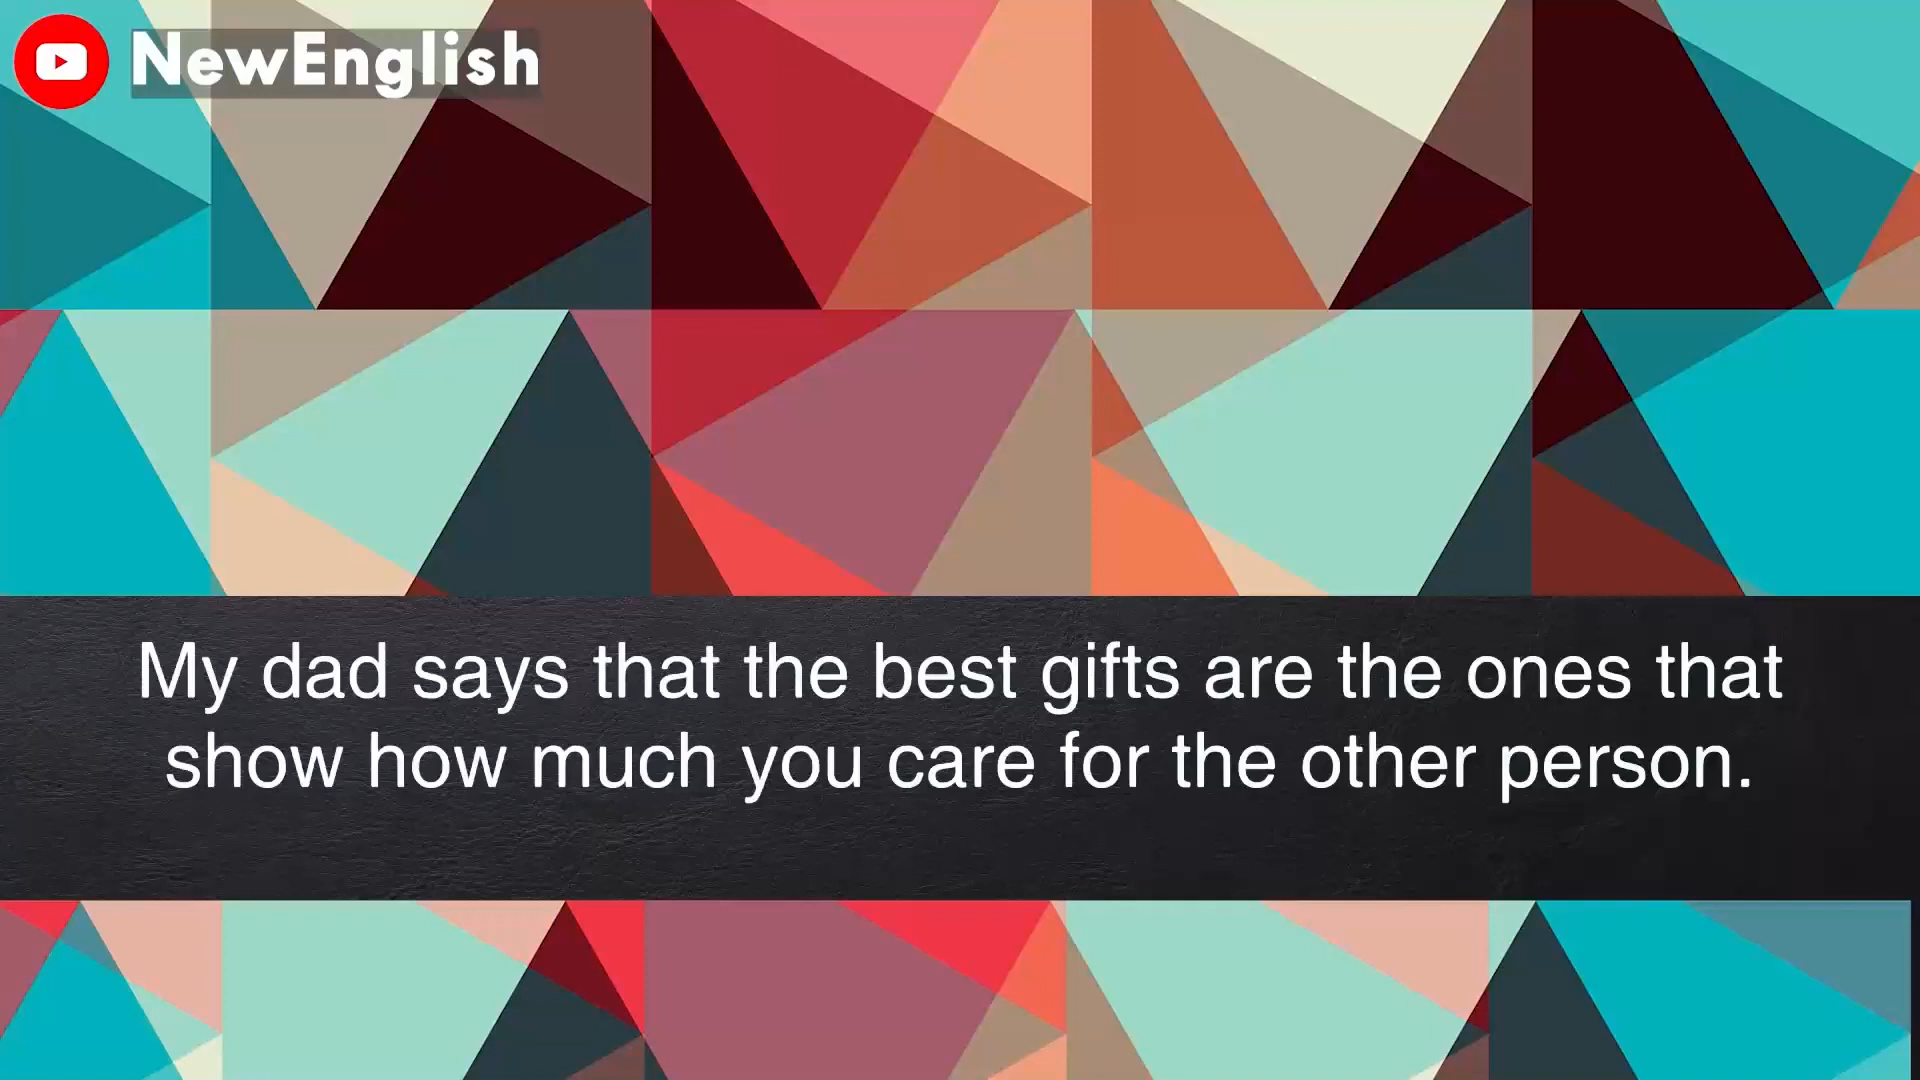 NewEnglish
My dad says that the best gifts are the ones that
show how much you care for the other person.